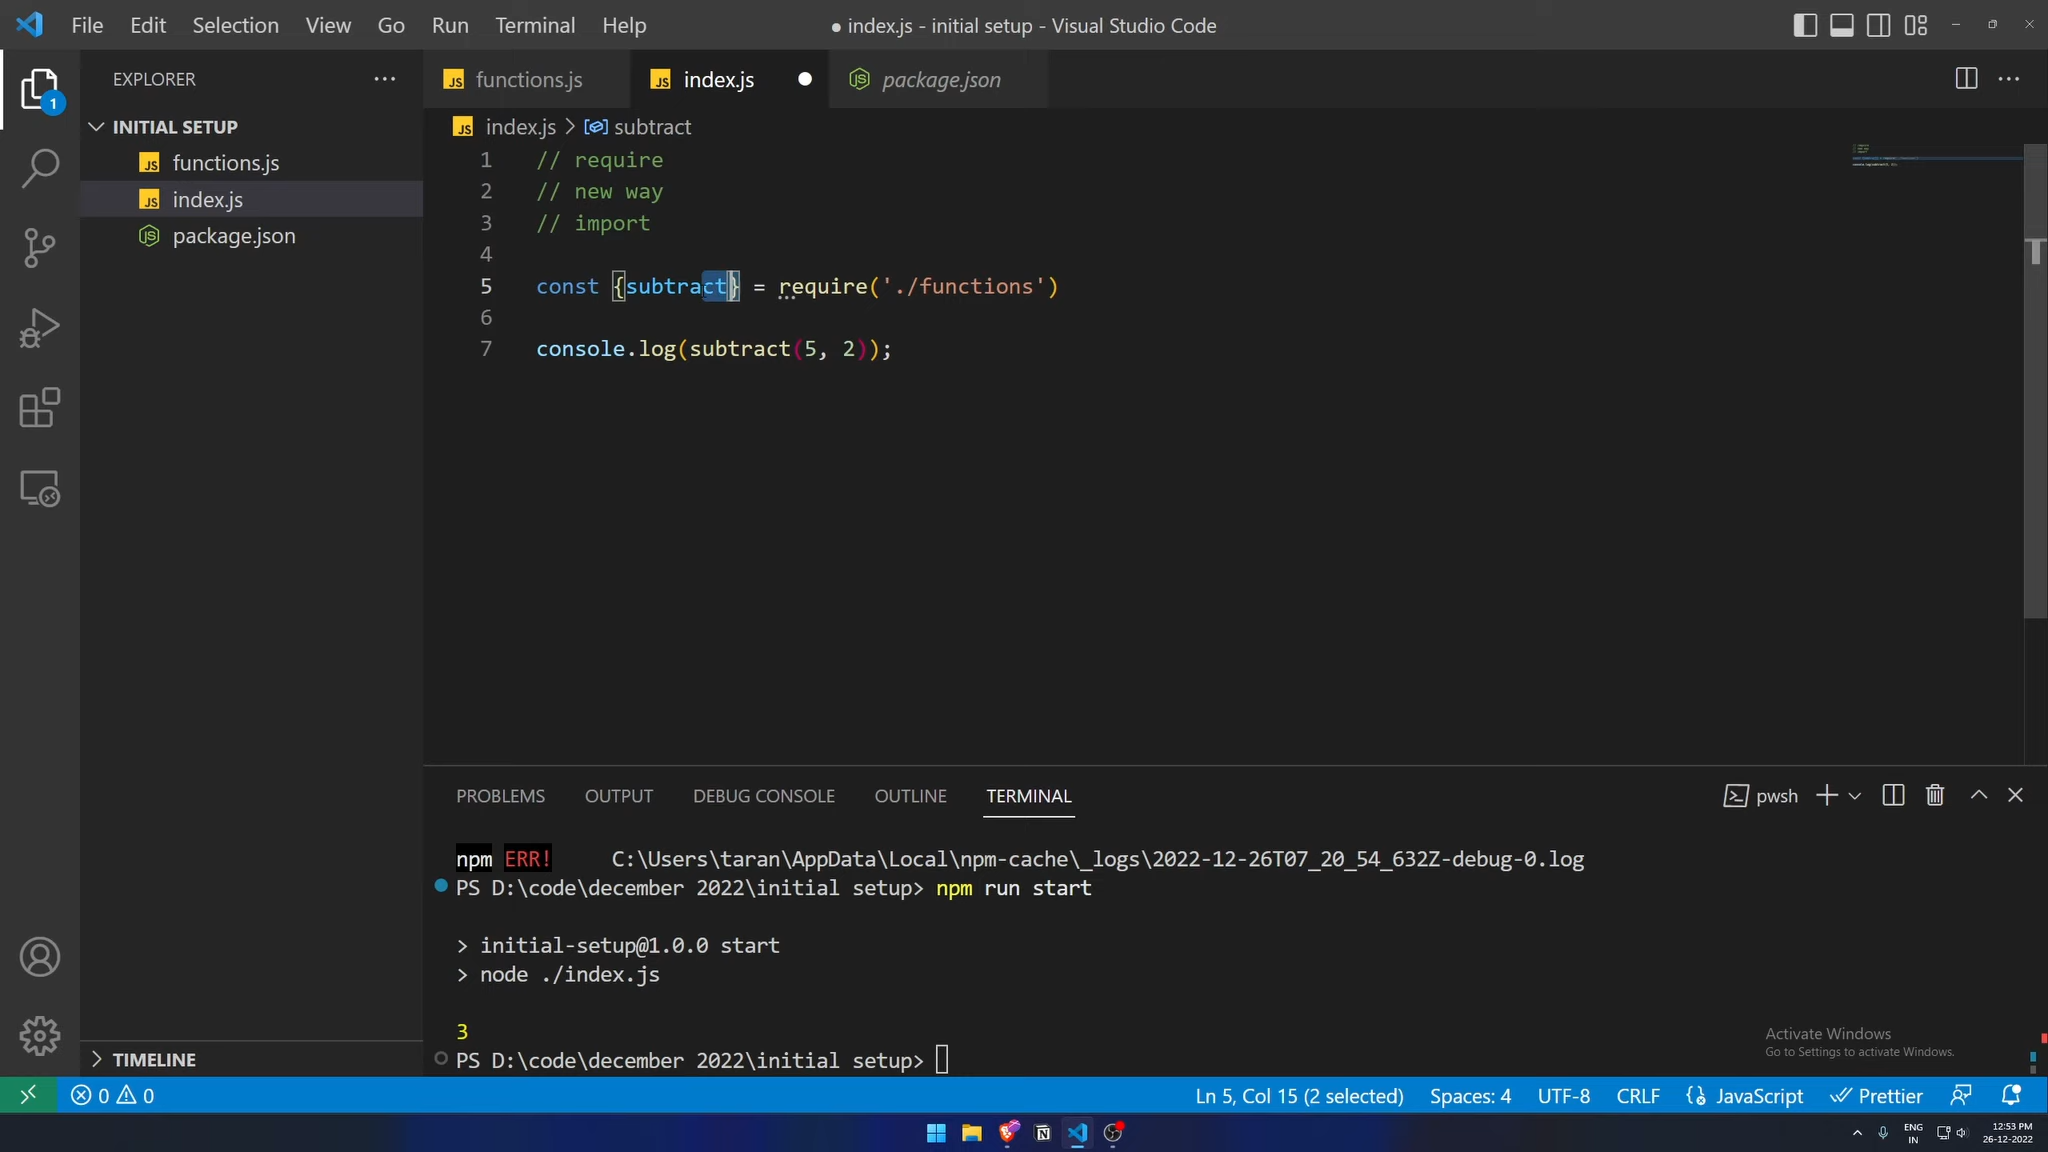 File Edit Selection View Go Run Terminal Help
● index.js - initial setup - Visual Studio Code
EXPLORER
INITIAL SETUP
functions.js
index.js
package.json
TIMELINE
1
functions.js index.js package.json
index.js > subtract
1 // require
2 // new way
3 // import
4
5 const {subtract} = require('./functions')
6
7 console.log(subtract(5, 2));
PROBLEMS OUTPUT DEBUG CONSOLE OUTLINE TERMINAL
pwsh
npm ERR! C:\Users\taran\AppData\Local\npm-cache\_logs\2022-12-26T07_20_54_632Z-debug-0.log
PS D:\code\december 2022\initial setup> npm run start
> initial-setup@1.0.0 start
> node ./index.js
3
PS D:\code\december 2022\initial setup>
Activate Windows
Go to Settings to activate Windows.
0 0
Ln 5, Col 15 (2 selected) Spaces: 4 UTF-8 CRLF JavaScript Prettier
ENG
IN
12:53 PM
26-12-2022